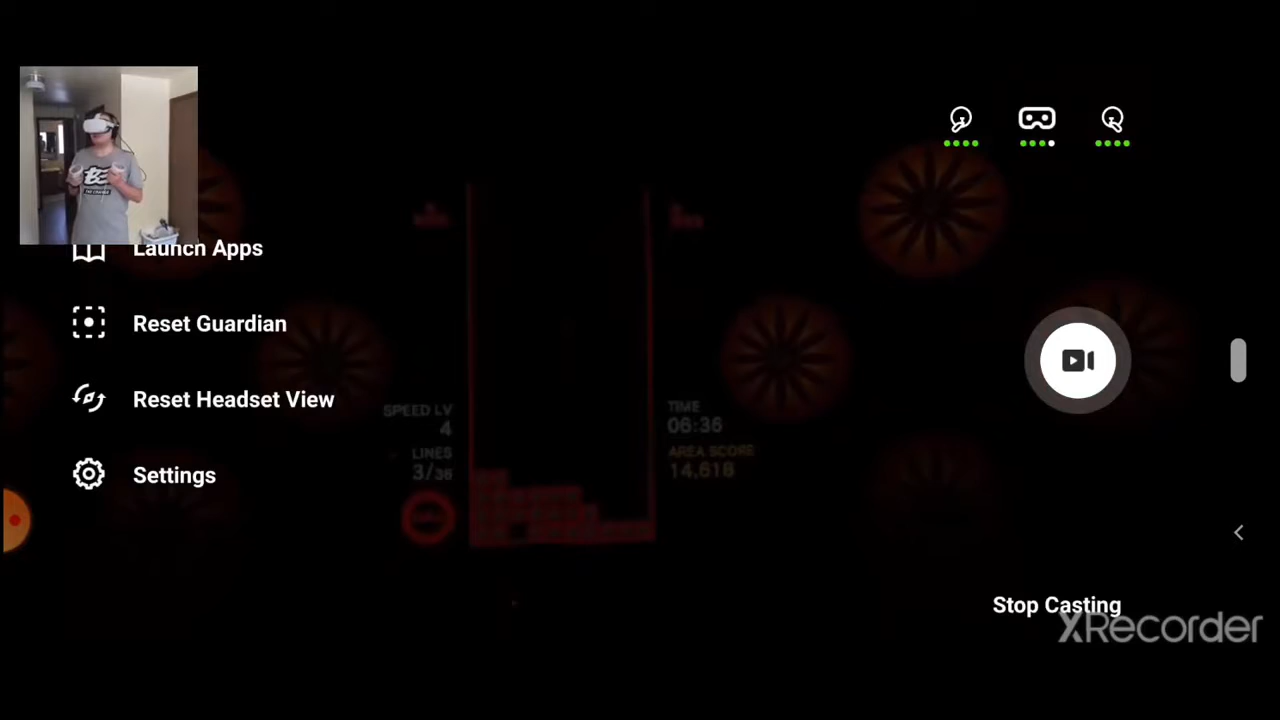 Launch Apps
Reset Guardian
Reset Headset View
Settings
SPEED LV
4
LINES
3/36
TIME
06:36
AREA SCORE
14,618
Stop Casting
XRecorder